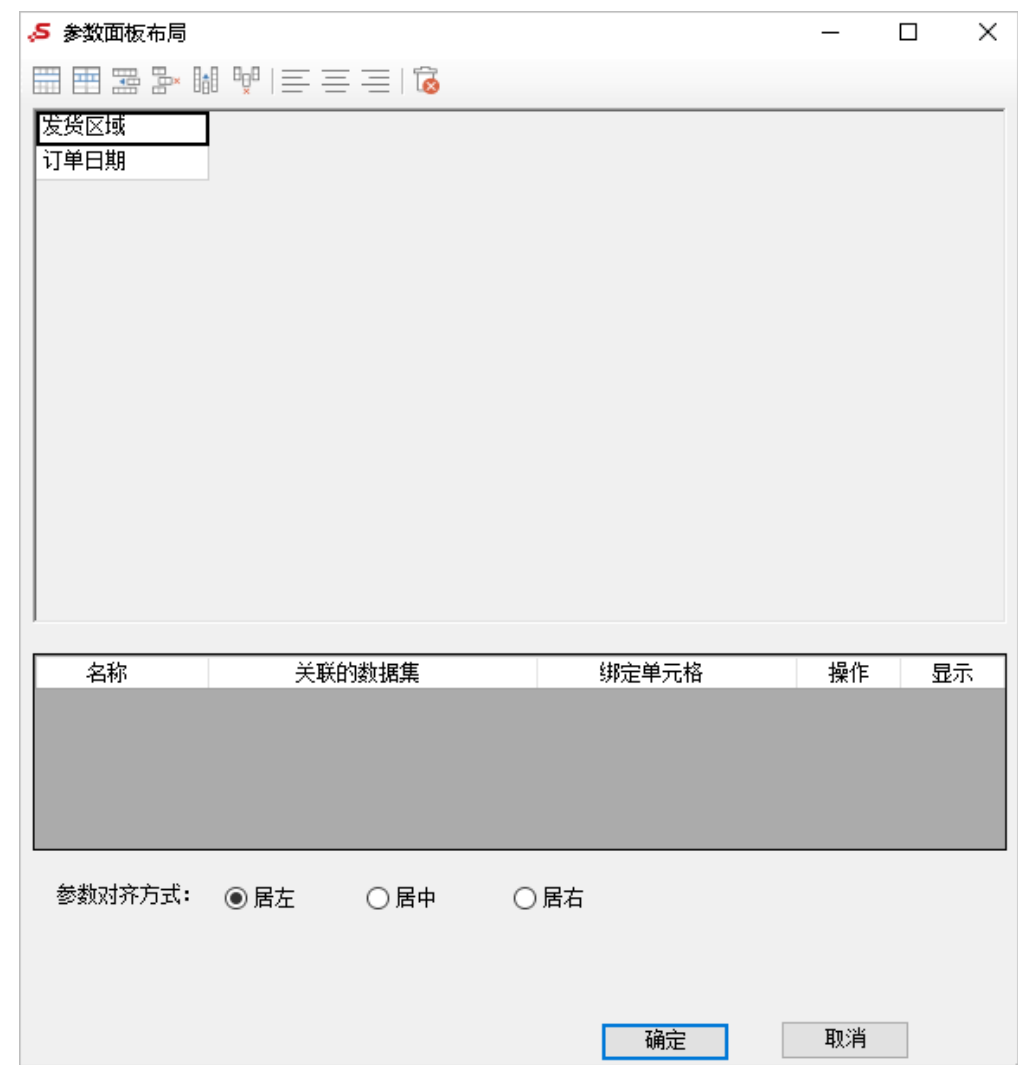 参数面板布局
发货区域
订单日期
名称 关联的数据集 绑定单元格 操作 显示
参数对齐方式： 居左 居中 居右
确定 取消